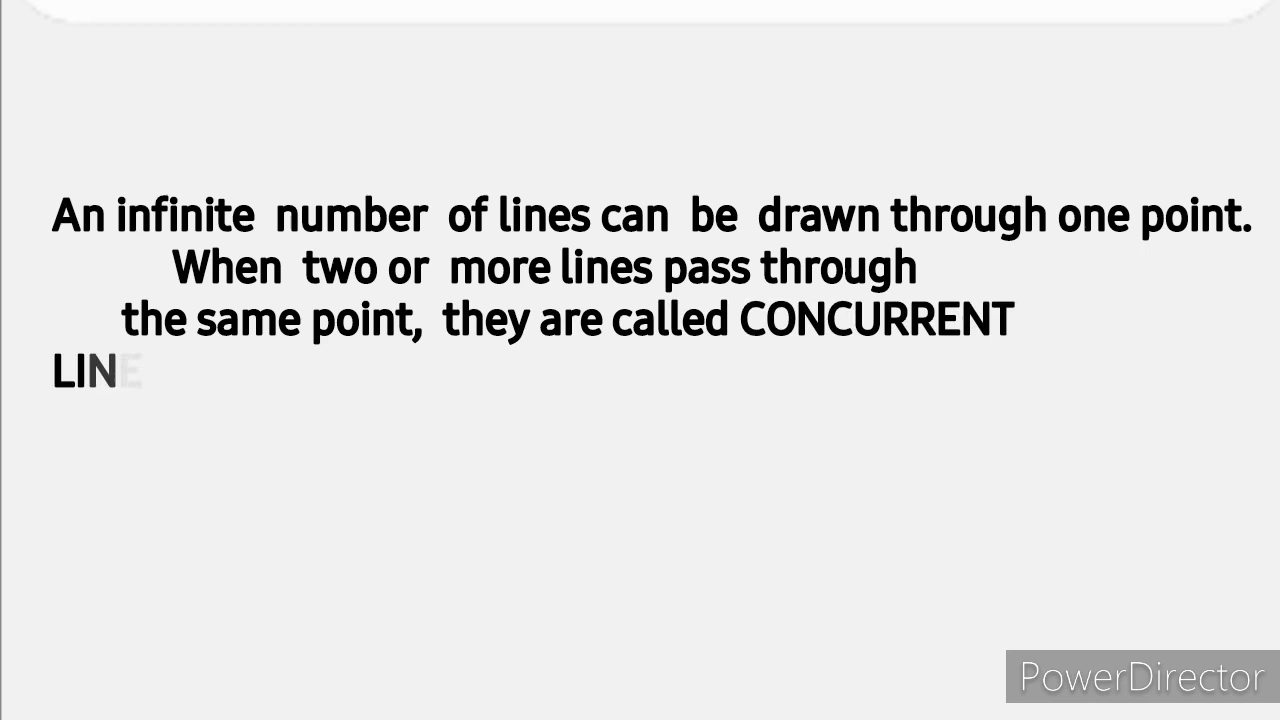 An infinite number of lines can be drawn through one point.
When two or more lines pass through
the same point, they are called CONCURRENT
LINE
PowerDirector